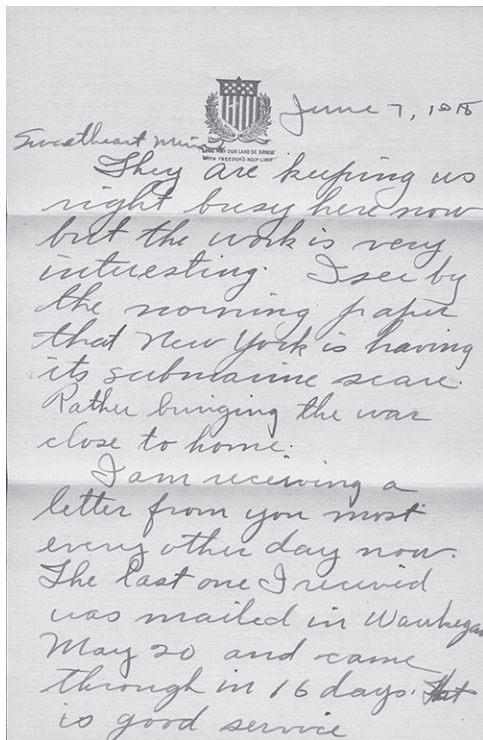 June 7, 1918
Sweetheart Mine:
LONG MAY OUR LAND BE BRIGHT
WITH FREEDOM'S HOLY LIGHT
They are keeping us
right busy here now
but the work is very
interesting. I see by
the morning paper
that New York is having
its submarine scare.
Rather bringing the war
close to home.
I am receiving a
letter from you most
every other day now.
The last one I received
was mailed in Waukegan
May 20 and came
through in 16 days. That
is good service